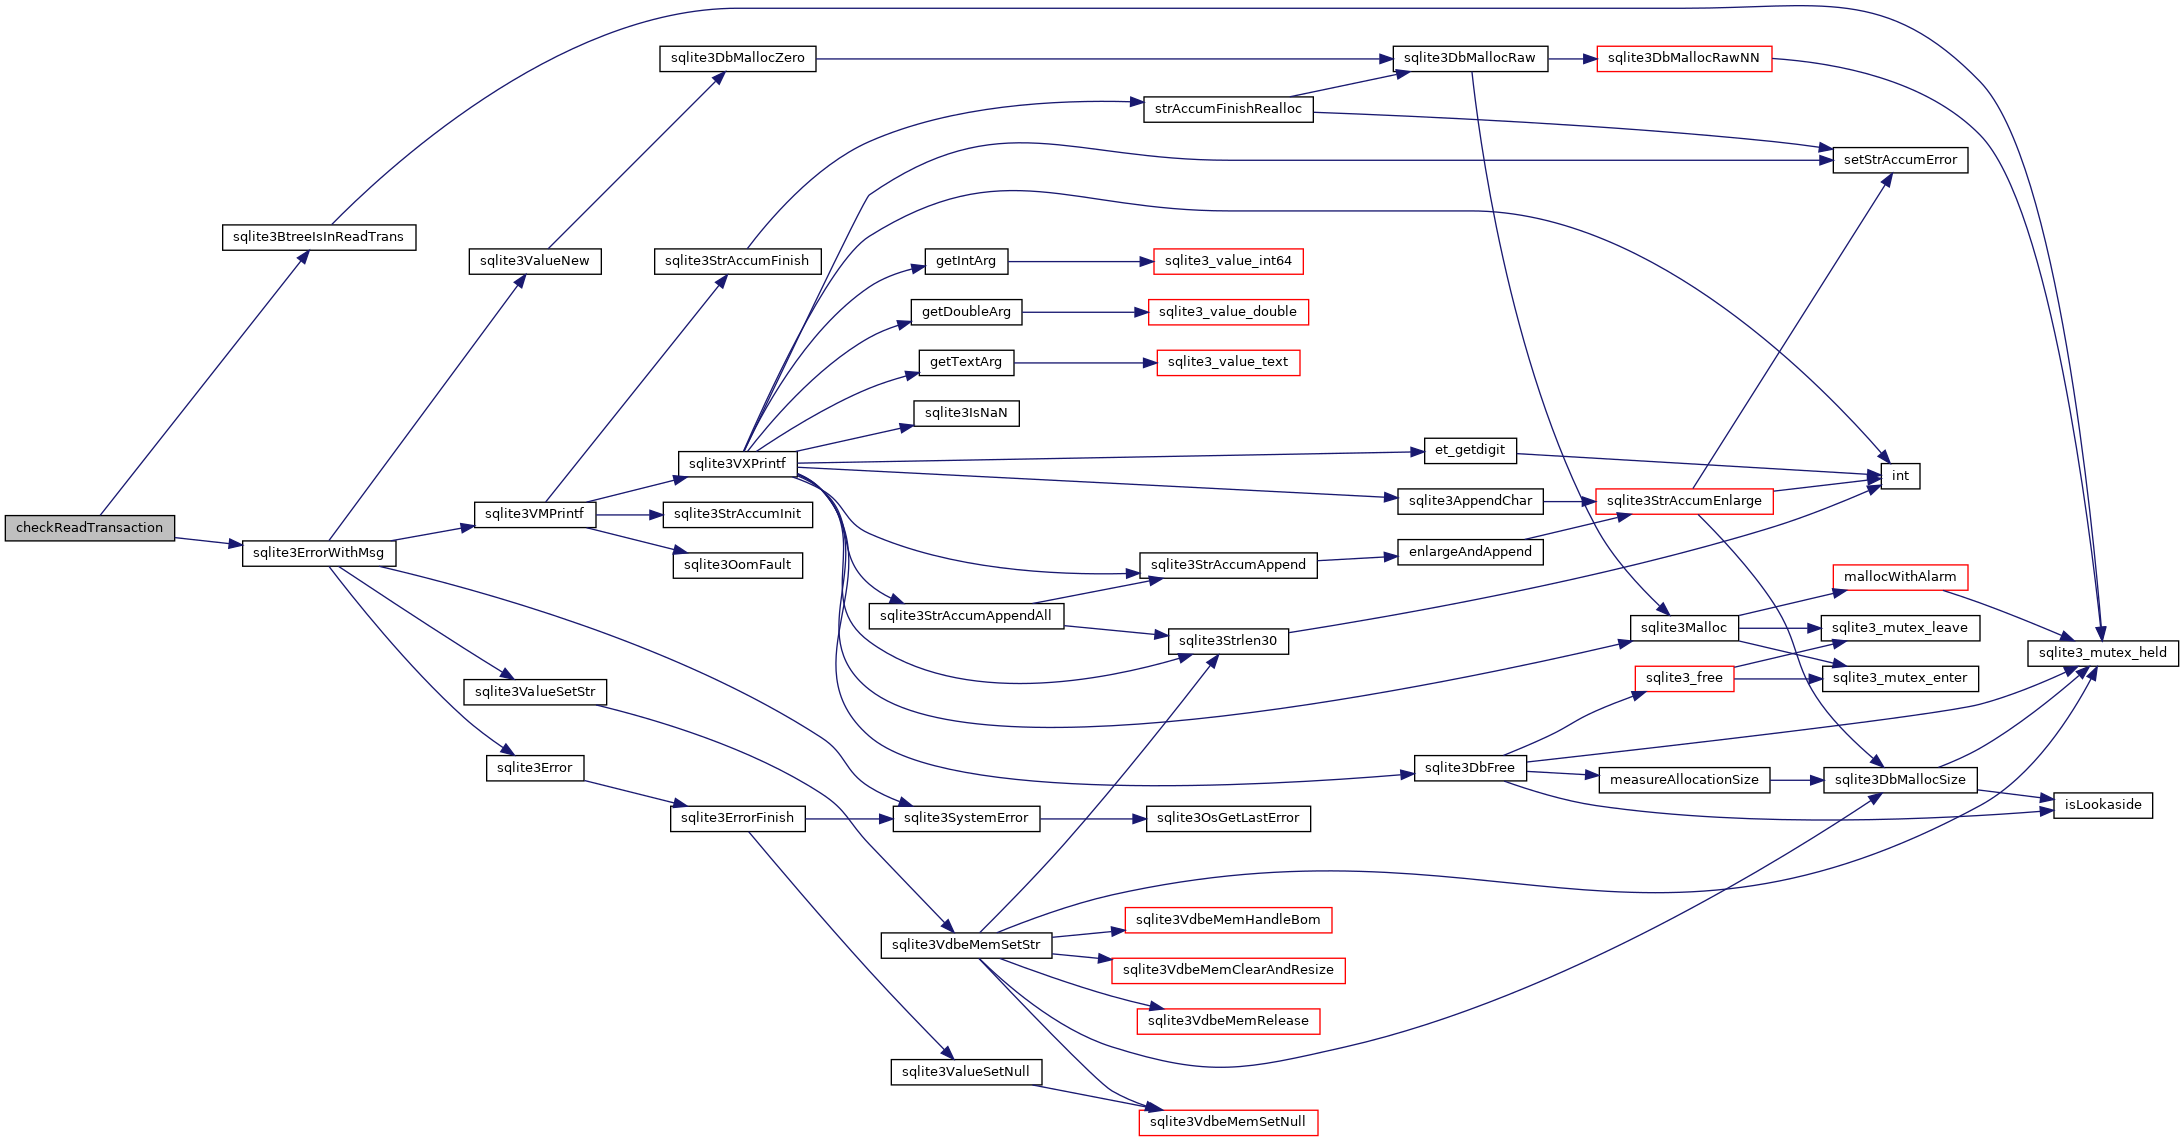 sqlite3DbMallocZero
sqlite3DbMallocRaw
sqlite3DbMallocRawNN
strAccumFinishRealloc
setStrAccumError
sqlite3BtreeIsInReadTrans
sqlite3ValueNew
sqlite3StrAccumFinish
getIntArg
sqlite3_value_int64
getDoubleArg
sqlite3_value_double
getTextArg
sqlite3_value_text
sqlite3IsNaN
sqlite3VXPrintf
et_getdigit
int
sqlite3AppendChar
sqlite3StrAccumEnlarge
checkReadTransaction
sqlite3VMPrintf
sqlite3StrAccumInit
sqlite3ErrorWithMsg
sqlite3OomFault
sqlite3StrAccumAppend
enlargeAndAppend
mallocWithAlarm
sqlite3StrAccumAppendAll
sqlite3Strlen30
sqlite3Malloc
sqlite3_mutex_leave
sqlite3_mutex_held
sqlite3_free
sqlite3_mutex_enter
sqlite3ValueSetStr
sqlite3Error
sqlite3DbFree
measureAllocationSize
sqlite3DbMallocSize
isLookaside
sqlite3ErrorFinish
sqlite3SystemError
sqlite3OsGetLastError
sqlite3VdbeMemHandleBom
sqlite3VdbeMemSetStr
sqlite3VdbeMemClearAndResize
sqlite3VdbeMemRelease
sqlite3ValueSetNull
sqlite3VdbeMemSetNull